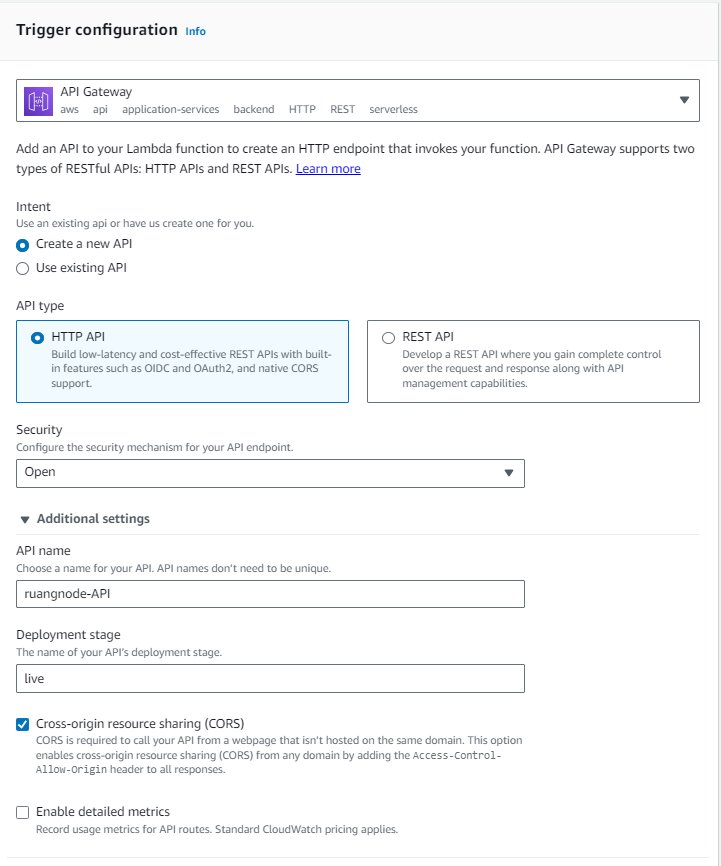 Trigger configuration Info
API Gateway
aws api application-services backend HTTP REST serverless
Add an API to your Lambda function to create an HTTP endpoint that invokes your function. API Gateway supports two
types of RESTful APIs: HTTP APIs and REST APIs. Learn more
Intent
Use an existing api or have us create one for you.
Create a new API
Use existing API
API type
HTTP API
Build low-latency and cost-effective REST APIs with built-
in features such as OIDC and OAuth2, and native CORS
support.
REST API
Develop a REST API where you gain complete control
over the request and response along with API
management capabilities.
Security
Configure the security mechanism for your API endpoint.
Open
Additional settings
API name
Choose a name for your API. API names don't need to be unique.
ruangnode-API
Deployment stage
The name of your API's deployment stage.
live
Cross-origin resource sharing (CORS)
CORS is required to call your API from a webpage that isn't hosted on the same domain. This option
enables cross-origin resource sharing (CORS) from any domain by adding the Access-Control-
Allow-Origin header to all responses.
Enable detailed metrics
Record usage metrics for API routes. Standard CloudWatch pricing applies.